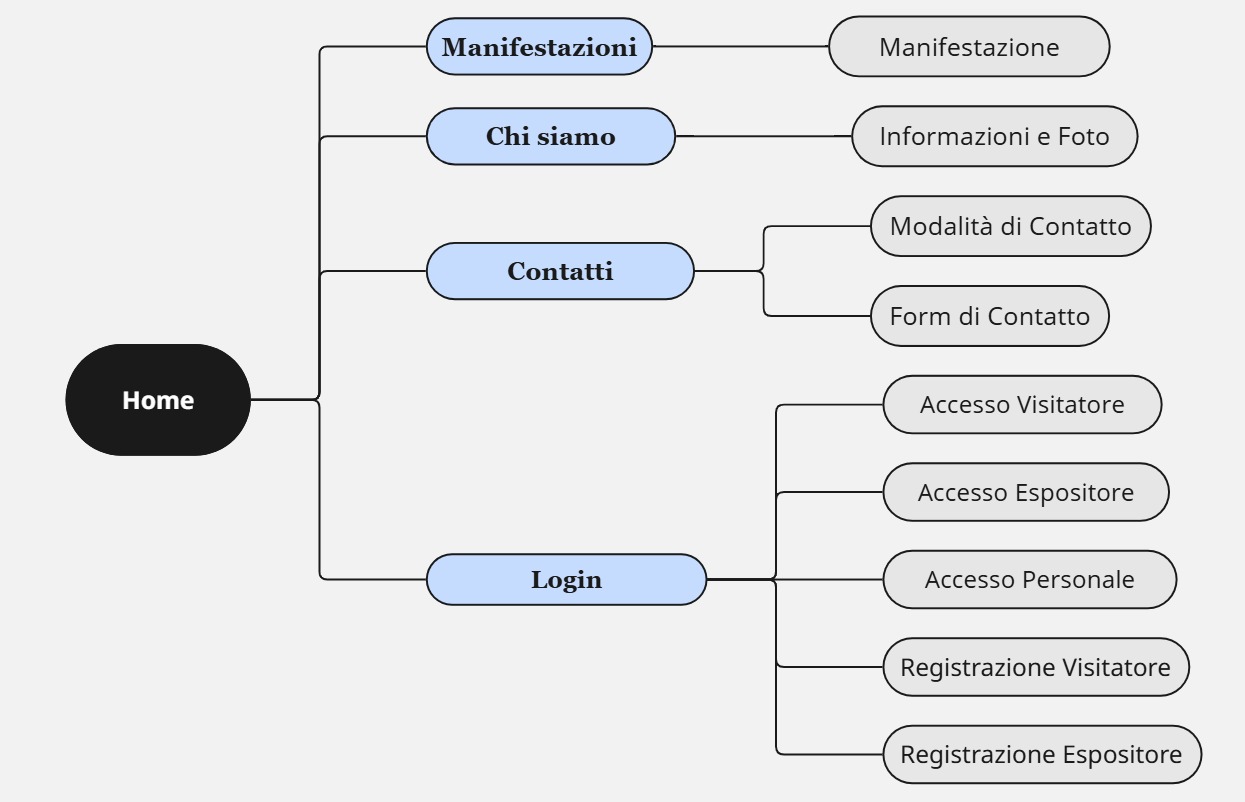 Home
Manifestazioni
Manifestazione
Chi siamo
Informazioni e Foto
Contatti
Modalità di Contatto
Form di Contatto
Login
Accesso Visitatore
Accesso Espositore
Accesso Personale
Registrazione Visitatore
Registrazione Espositore